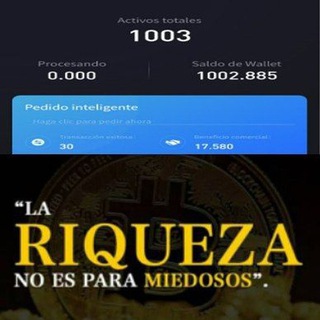 Activos totales
1003
Procesando Saldo de Wallet
0.000 1002.885
Pedido inteligente
Haga clic para pedir ahora
Transacción exitosa: Beneficio comercial:
30 17.580
“LA
RIQUEZA
NO ES PARA MIEDOSOS”.